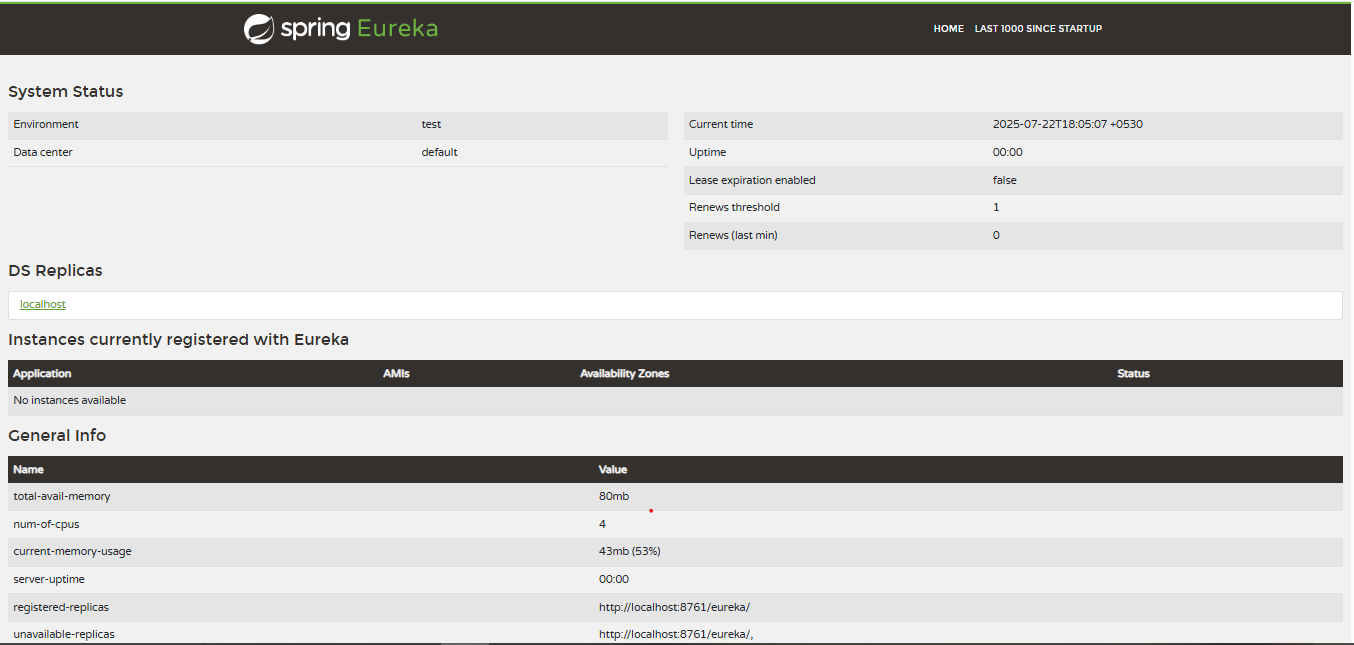 spring Eureka
HOME LAST 1000 SINCE STARTUP
System Status
Environment test
Data center default
Current time 2025-07-22T18:05:07 +0530
Uptime 00:00
Lease expiration enabled false
Renews threshold 1
Renews (last min) 0
DS Replicas
localhost
Instances currently registered with Eureka
Application AMIs Availability Zones Status
No instances available
General Info
Name Value
total-avail-memory 80mb
num-of-cpus 4
current-memory-usage 43mb (53%)
server-uptime 00:00
registered-replicas http://localhost:8761/eureka/
unavailable-replicas http://localhost:8761/eureka/,